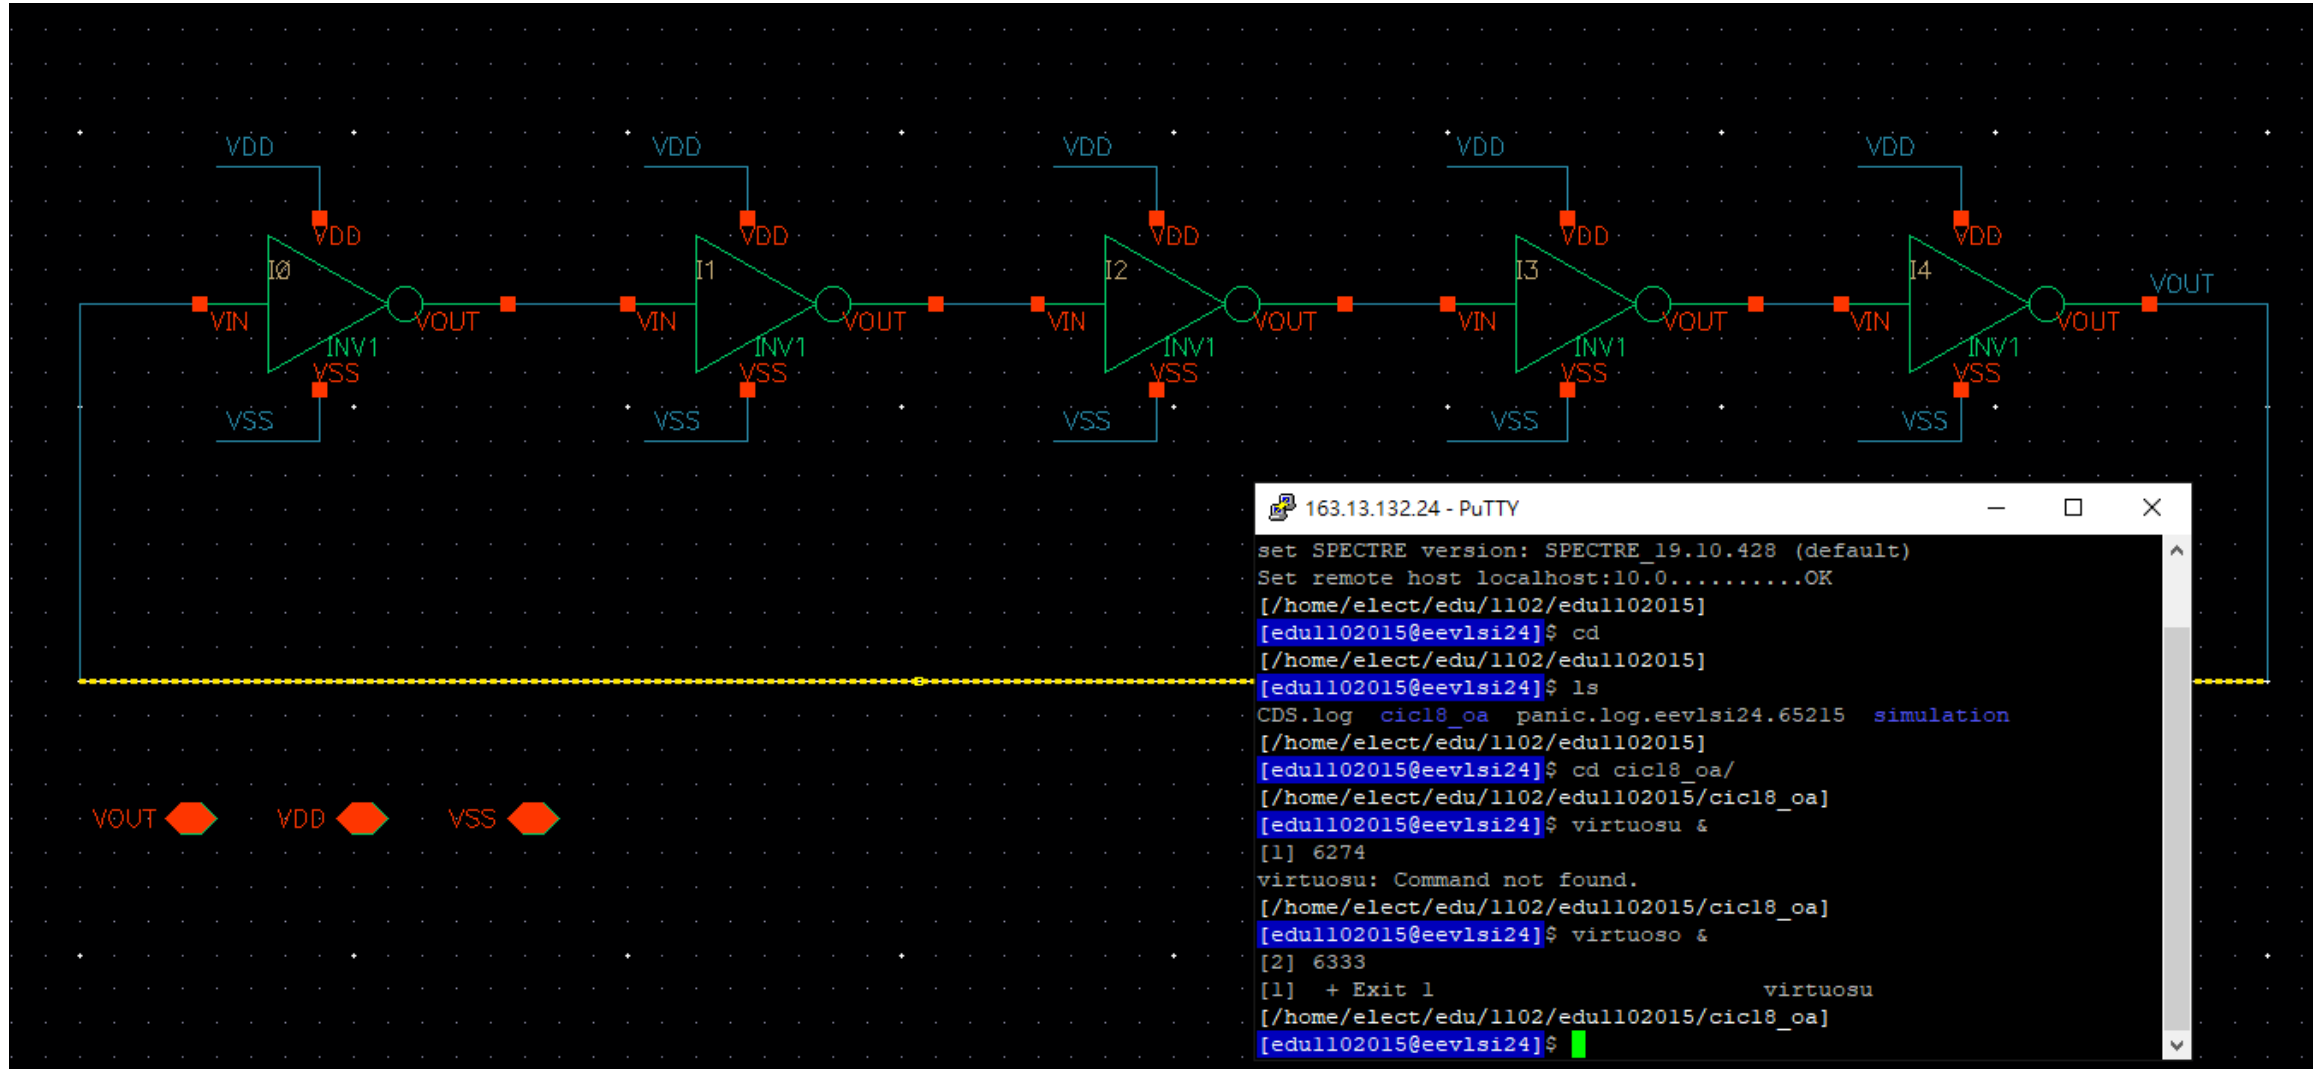 VDD VDD VDD VDD VDD
VDD VDD VDD VDD VDD
I0 I1 I2 I3 I4
VOUT
VIN VOUT VIN VOUT VIN VOUT VIN VOUT VIN VOUT
INV1 INV1 INV1 INV1 INV1
VSS VSS VSS VSS VSS
VSS VSS VSS VSS VSS
163.13.132.24 - PuTTY
set SPECTRE version: SPECTRE_19.10.428 (default)
Set remote host localhost:10.0..........OK
[/home/elect/edu/1102/edu1102015]
[edu1102015@eevlsi24]$ cd
[/home/elect/edu/1102/edu1102015]
[edu1102015@eevlsi24]$ ls
CDS.log cic18_oa panic.log.eevlsi24.65215 simulation
[/home/elect/edu/1102/edu1102015]
[edu1102015@eevlsi24]$ cd cic18_oa/
[/home/elect/edu/1102/edu1102015/cic18_oa]
[edu1102015@eevlsi24]$ virtuosu &
[1] 6274
virtuosu: Command not found.
[/home/elect/edu/1102/edu1102015/cic18_oa]
[edu1102015@eevlsi24]$ virtuoso &
[2] 6333
[1] + Exit 1 virtuosu
[/home/elect/edu/1102/edu1102015/cic18_oa]
[edu1102015@eevlsi24]$
VOUT VDD VSS